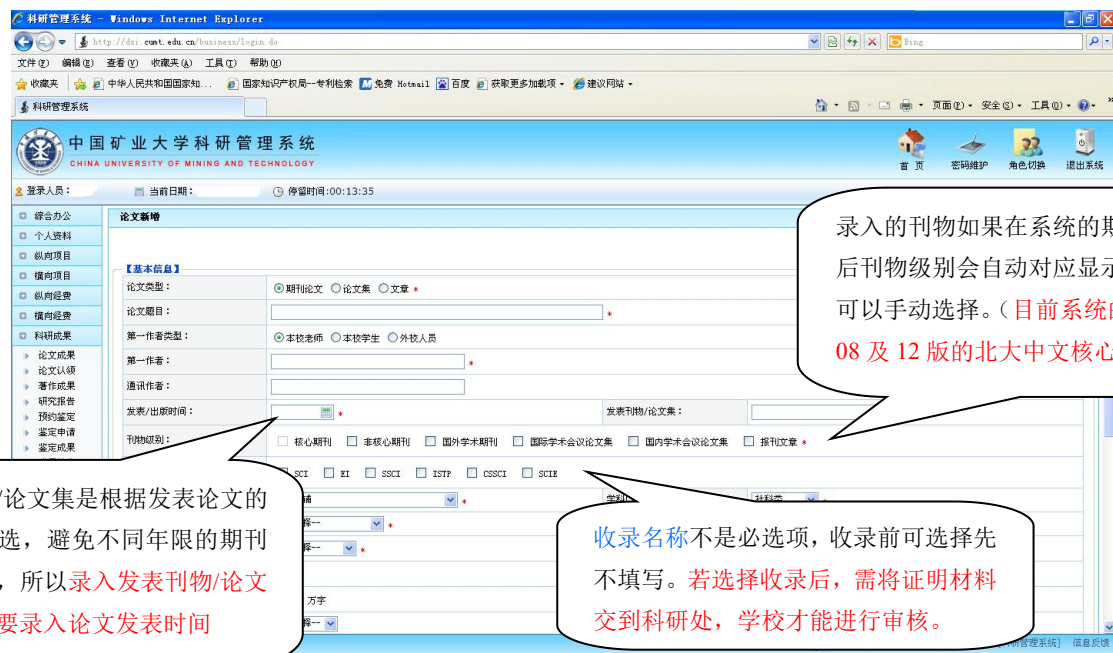 科研管理系统 - Windows Internet Explorer
http://dsi.cumt.edu.cn/business/login.do
Bing
文件(F) 编辑(E) 查看(V) 收藏夹(A) 工具(T) 帮助(H)
收藏夹 中华人民共和国国家知... 国家知识产权局--专利检索 免费 Hotmail 百度 获取更多加载项 建议网站
科研管理系统
页面(P) 安全(S) 工具(O)
中国矿业大学科研管理系统
CHINA UNIVERSITY OF MINING AND TECHNOLOGY
首 页 密码维护 角色切换 退出系统
登录人员: 当前日期: 停留时间:00:13:35
综合办公
个人资料
纵向项目
横向项目
纵向经费
横向经费
科研成果
论文成果
论文认领
著作成果
研究报告
预约鉴定
鉴定申请
鉴定成果
论文新增
【基本信息】
论文类型: 期刊论文 论文集 文章 *
论文题目: *
第一作者类型: 本校老师 本校学生 外校人员
第一作者: *
通讯作者:
发表/出版时间: * 发表刊物/论文集:
刊物级别: 核心期刊 非核心期刊 国外学术期刊 国际学术会议论文集 国内学术会议论文集 报刊文章 *
SCI EI SSCI ISTP CSSCI SCIE
社科类 *
万字
录入的刊物如果在系统的期
后刊物级别会自动对应显示
可以手动选择。(目前系统的
08 及 12 版的北大中文核心
/论文集是根据发表论文的
选，避免不同年限的期刊
，所以录入发表刊物/论文
要录入论文发表时间
收录名称不是必选项，收录前可选择先
不填写。若选择收录后，需将证明材料
交到科研处，学校才能进行审核。
科研管理系统] 信息反馈